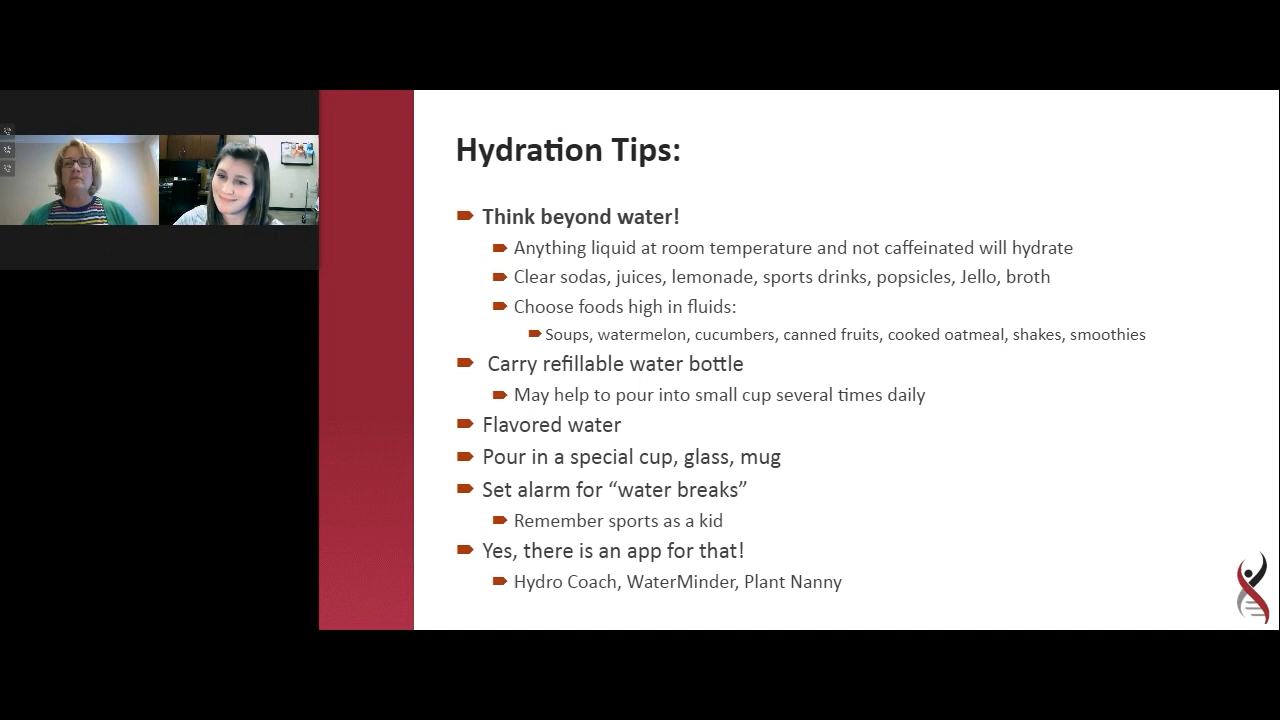 Hydration Tips:
Think beyond water!
Anything liquid at room temperature and not caffeinated will hydrate
Clear sodas, juices, lemonade, sports drinks, popsicles, Jello, broth
Choose foods high in fluids:
Soups, watermelon, cucumbers, canned fruits, cooked oatmeal, shakes, smoothies
Carry refillable water bottle
May help to pour into small cup several times daily
Flavored water
Pour in a special cup, glass, mug
Set alarm for “water breaks”
Remember sports as a kid
Yes, there is an app for that!
Hydro Coach, WaterMinder, Plant Nanny